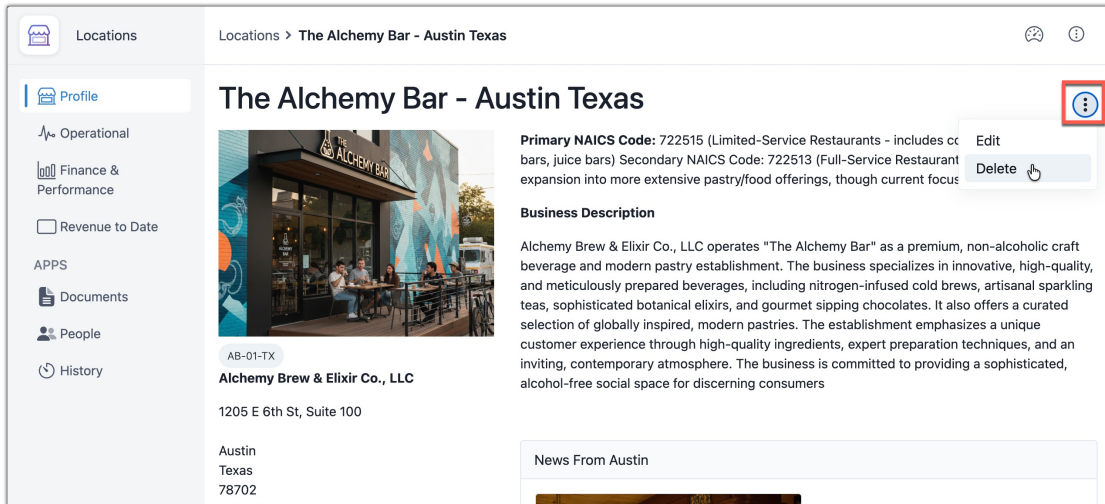 Locations
Locations > The Alchemy Bar - Austin Texas
Profile
Operational
Finance &
Performance
Revenue to Date
APPS
Documents
People
History
The Alchemy Bar - Austin Texas
Edit
Delete
THE
ALCHEMY BAR
ALCHEMY
BAR
AB-01-TX
Alchemy Brew & Elixir Co., LLC
1205 E 6th St, Suite 100
Austin
Texas
78702
Primary NAICS Code: 722515 (Limited-Service Restaurants - includes
bars, juice bars) Secondary NAICS Code: 722513 (Full-Service Restaurant
expansion into more extensive pastry/food offerings, though current focus
Business Description
Alchemy Brew & Elixir Co., LLC operates "The Alchemy Bar" as a premium, non-alcoholic craft
beverage and modern pastry establishment. The business specializes in innovative, high-quality,
and meticulously prepared beverages, including nitrogen-infused cold brews, artisanal sparkling
teas, sophisticated botanical elixirs, and gourmet sipping chocolates. It also offers a curated
selection of globally inspired, modern pastries. The establishment emphasizes a unique
customer experience through high-quality ingredients, expert preparation techniques, and an
inviting, contemporary atmosphere. The business is committed to providing a sophisticated,
alcohol-free social space for discerning consumers
News From Austin